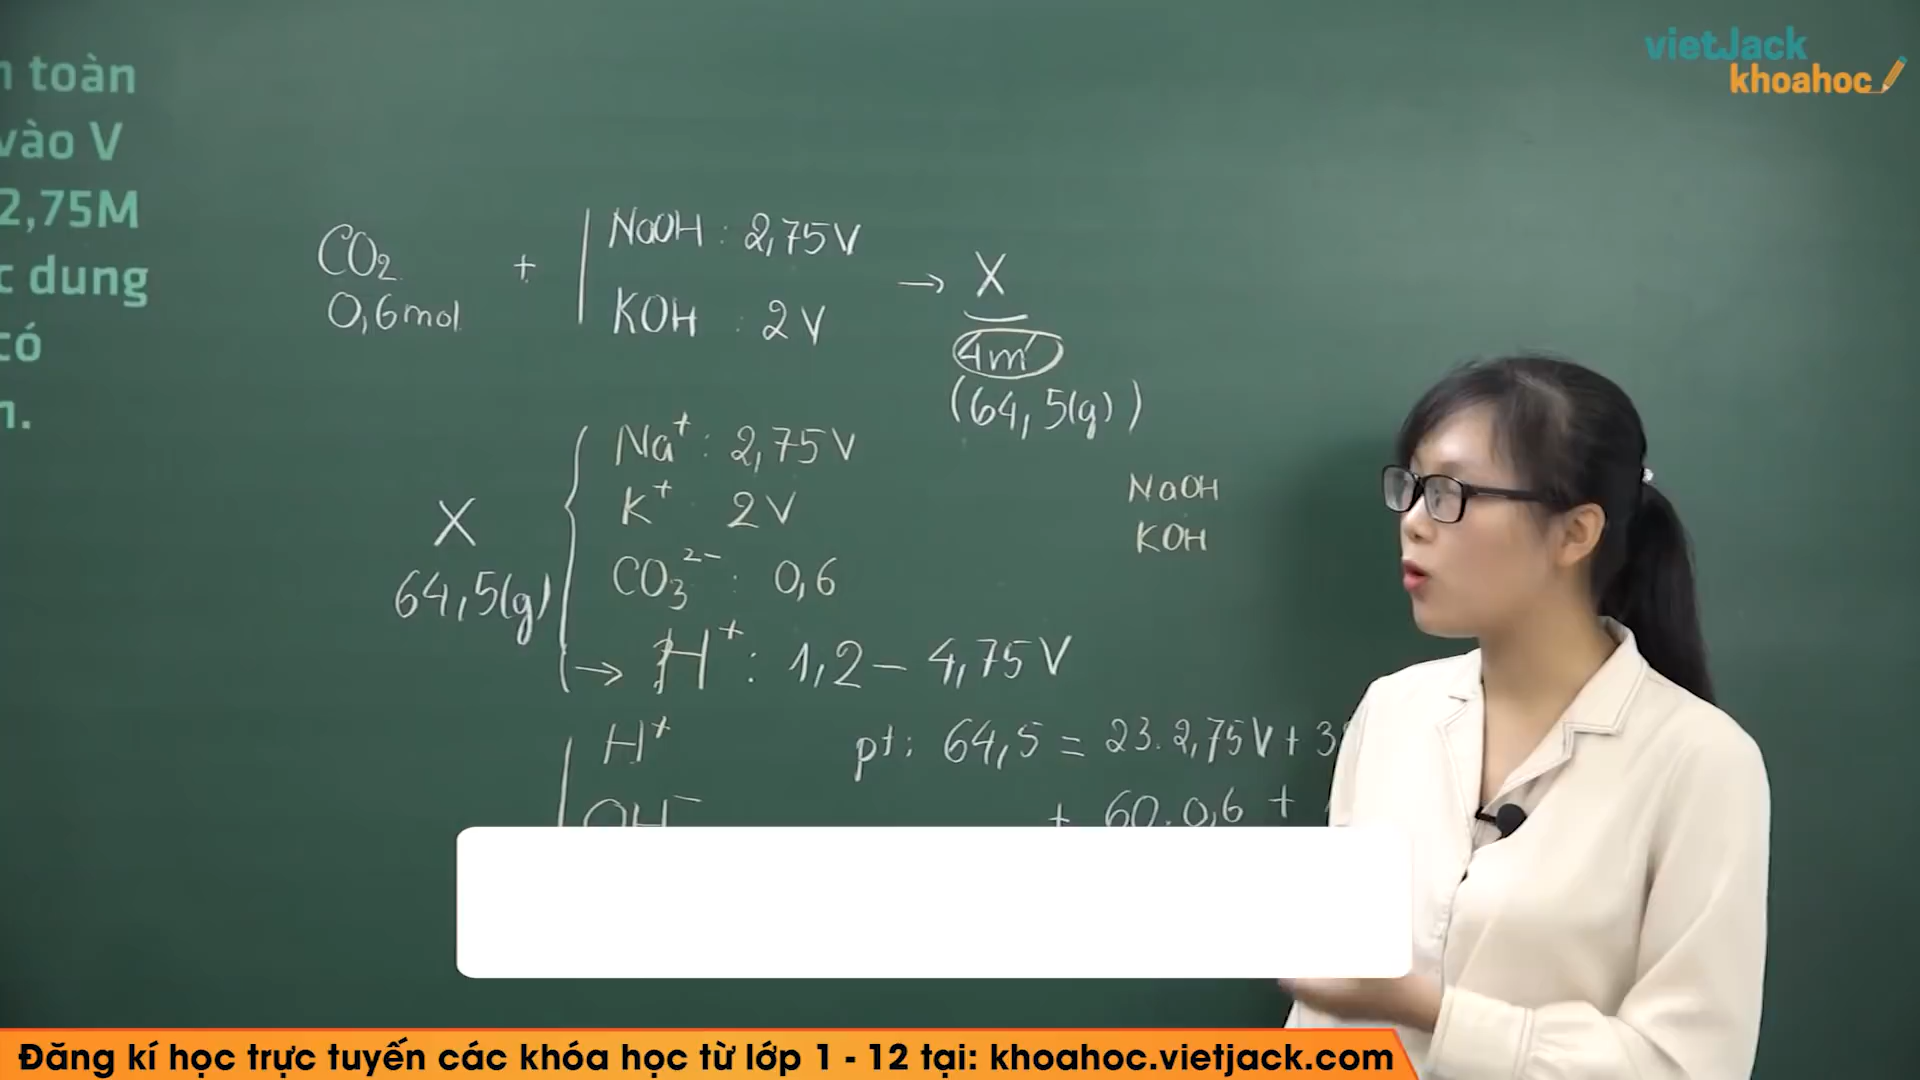 vietJack
khoahoc
toàn
vào V
2,75M
dung
có
CO₂ + NaOH : 2,75V → X
0,6mol KOH : 2V
4m'
(64,5(g))
X
64,5(g)
Na⁺ : 2,75V
K⁺ 2V
CO₃²⁻ : 0,6
→ H⁺ : 1,2 – 4,75V
NaOH
KOH
H⁺
OH⁻
pt: 64,5 = 23.2,75V + 3
+ 60.0,6 +
Đăng kí học trực tuyến các khóa học từ lớp 1 - 12 tại: khoahoc.vietjack.com